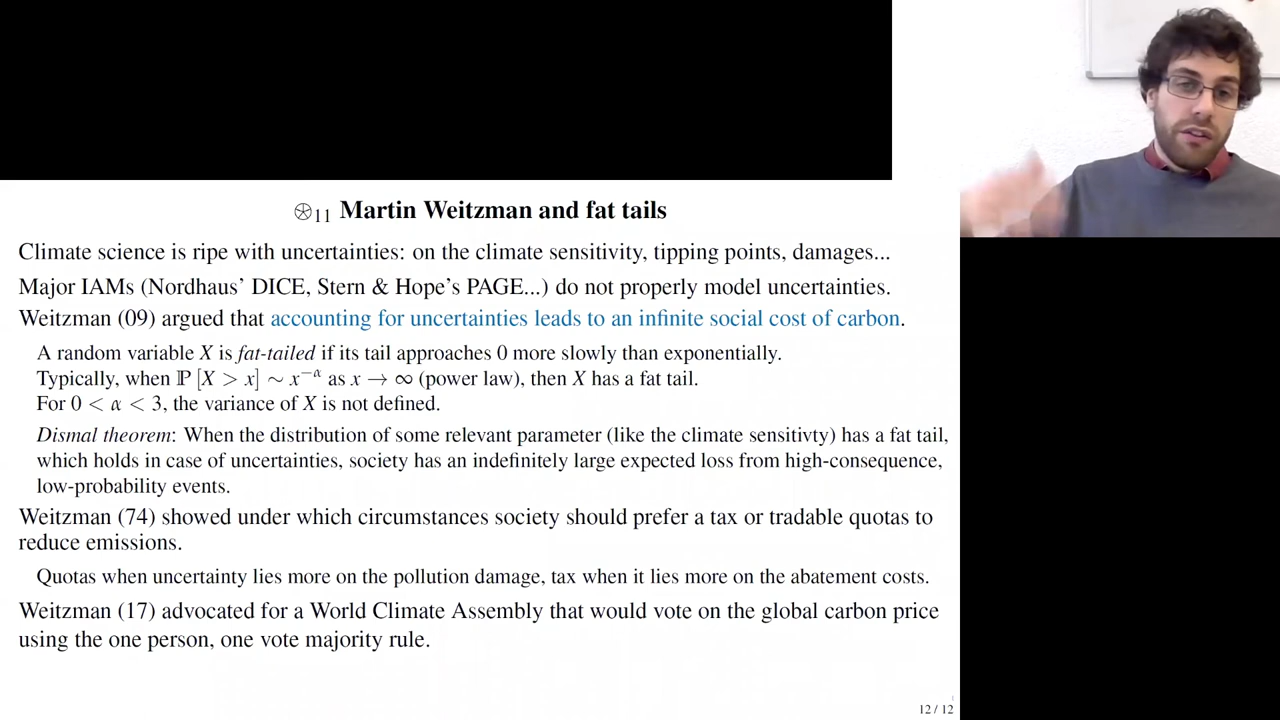 ⊛11 Martin Weitzman and fat tails
Climate science is ripe with uncertainties: on the climate sensitivity, tipping points, damages...
Major IAMs (Nordhaus’ DICE, Stern & Hope’s PAGE...) do not properly model uncertainties.
Weitzman (09) argued that accounting for uncertainties leads to an infinite social cost of carbon.
A random variable X is fat-tailed if its tail approaches 0 more slowly than exponentially.
Typically, when ℙ [X > x] ∼ x^−α as x → ∞ (power law), then X has a fat tail.
For 0 < α < 3, the variance of X is not defined.
Dismal theorem: When the distribution of some relevant parameter (like the climate sensitivty) has a fat tail,
which holds in case of uncertainties, society has an indefinitely large expected loss from high-consequence,
low-probability events.
Weitzman (74) showed under which circumstances society should prefer a tax or tradable quotas to
reduce emissions.
Quotas when uncertainty lies more on the pollution damage, tax when it lies more on the abatement costs.
Weitzman (17) advocated for a World Climate Assembly that would vote on the global carbon price
using the one person, one vote majority rule.
12 / 12